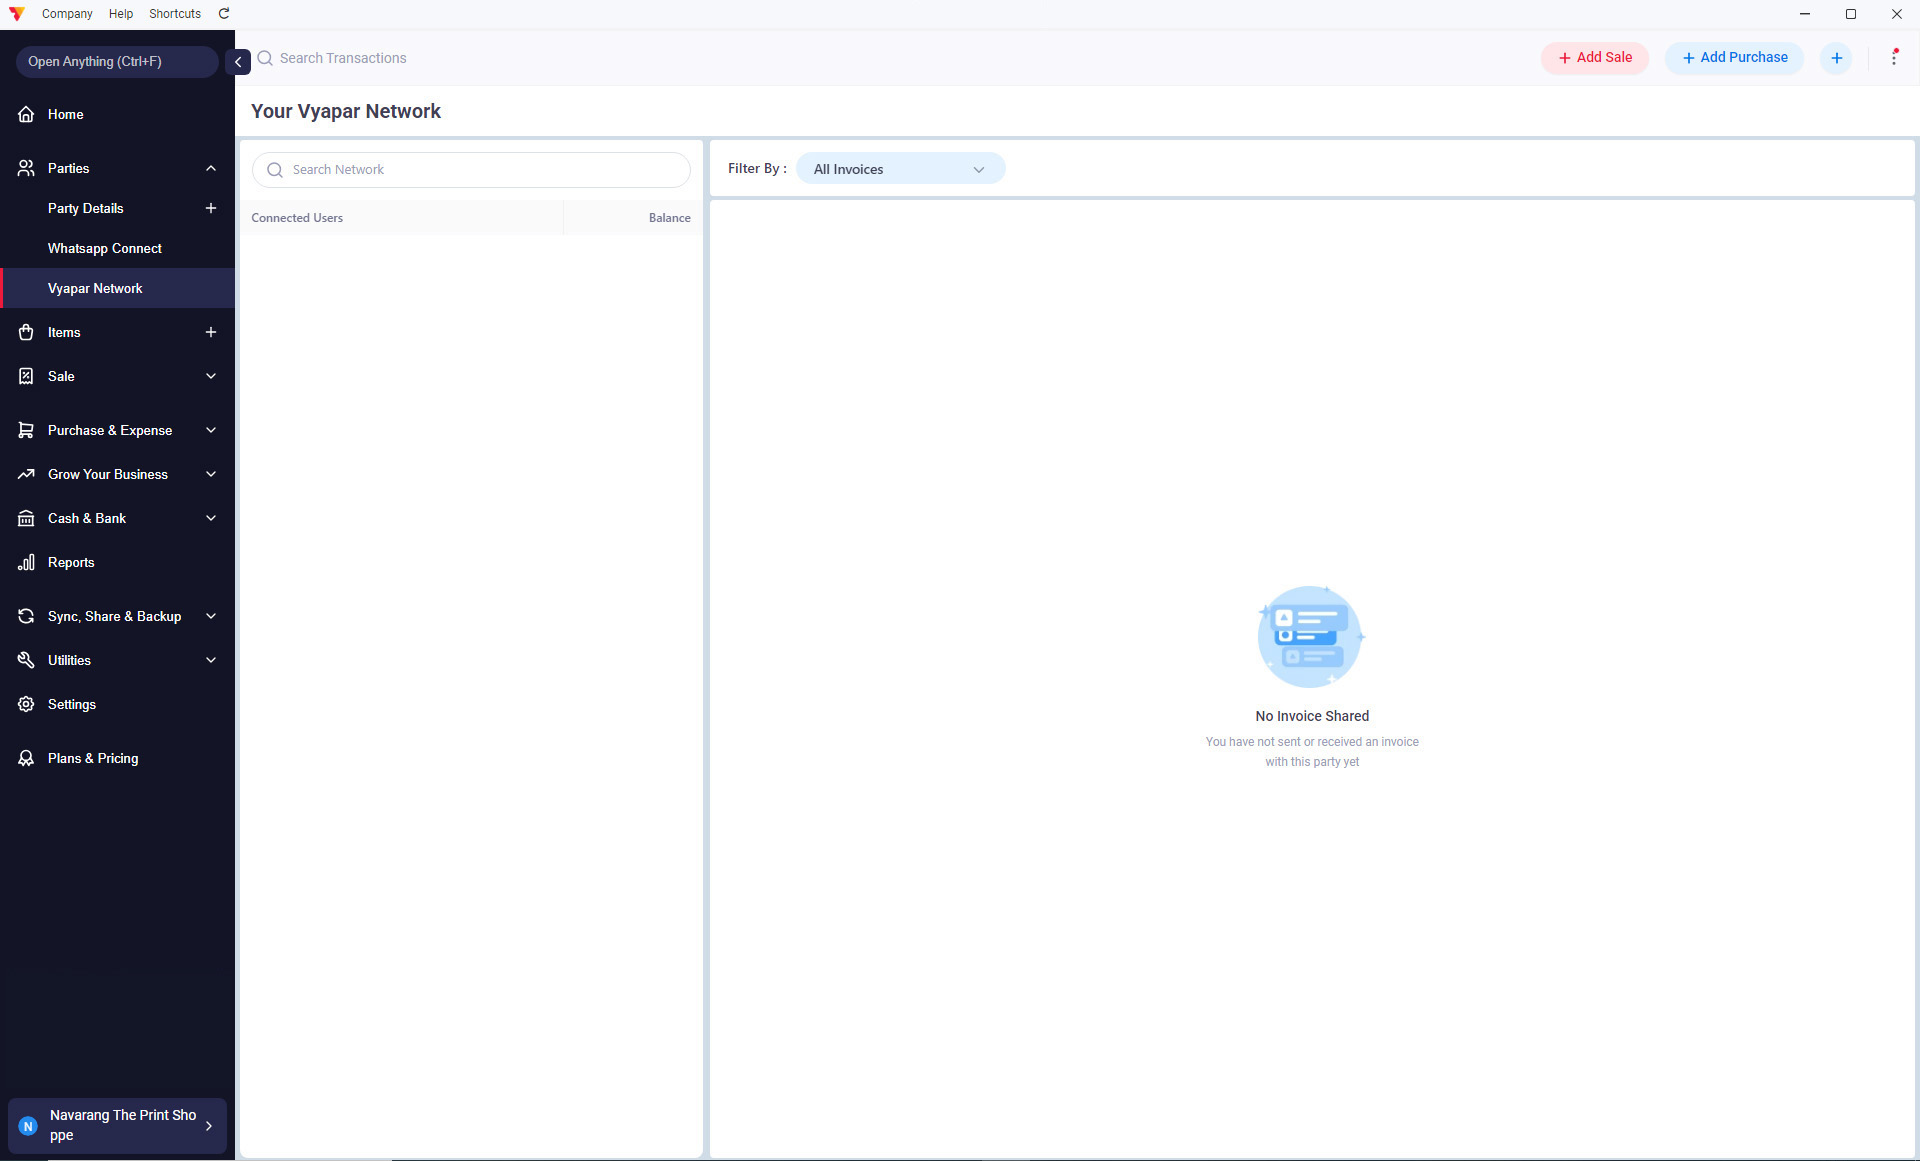 Company Help Shortcuts
Open Anything (Ctrl+F)
Search Transactions
Add Sale
Add Purchase
Home
Parties
Party Details
Whatsapp Connect
Vyapar Network
Items
Sale
Purchase & Expense
Grow Your Business
Cash & Bank
Reports
Sync, Share & Backup
Utilities
Settings
Plans & Pricing
N
Navarang The Print Sho
ppe
Your Vyapar Network
Search Network
Connected Users Balance
Filter By : All Invoices
No Invoice Shared
You have not sent or received an invoice
with this party yet